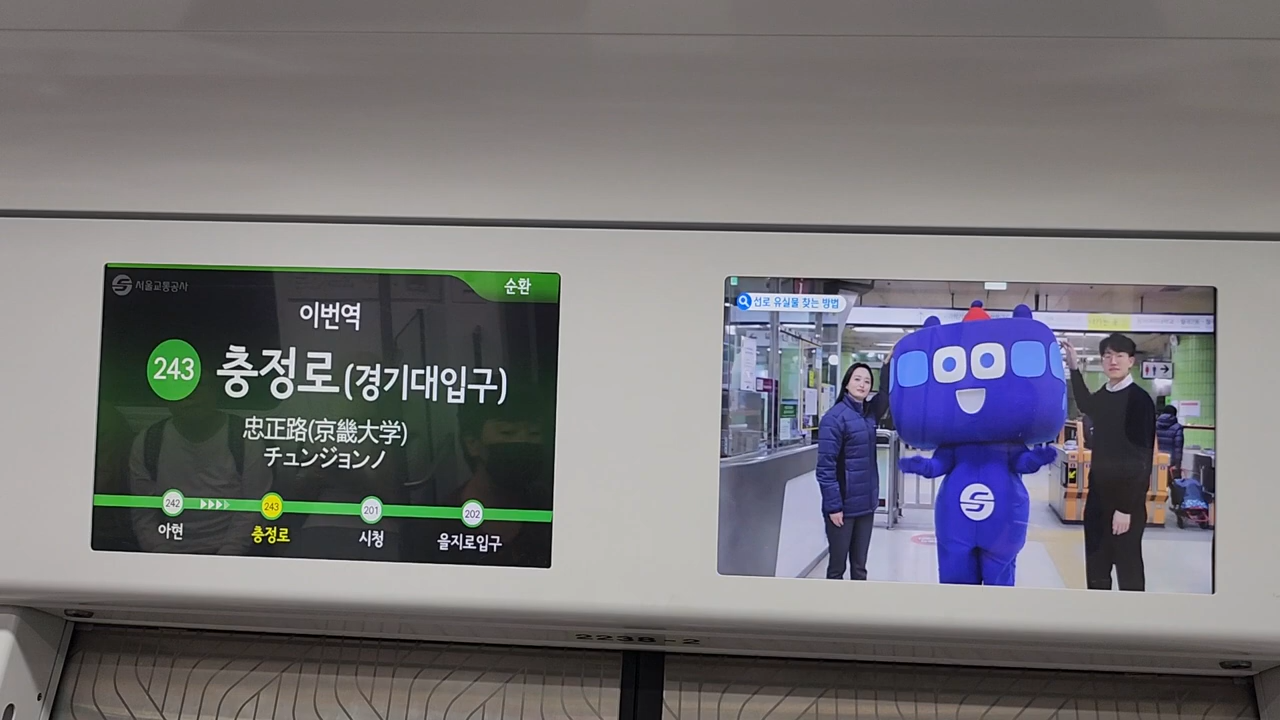 서울교통공사
순환
이번역
243 충정로(경기대입구)
忠正路(京畿大学)
チュンジョンノ
242 243 201 202
아현 충정로 시청 을지로입구
선로 유실물 찾는 방법
2238-2